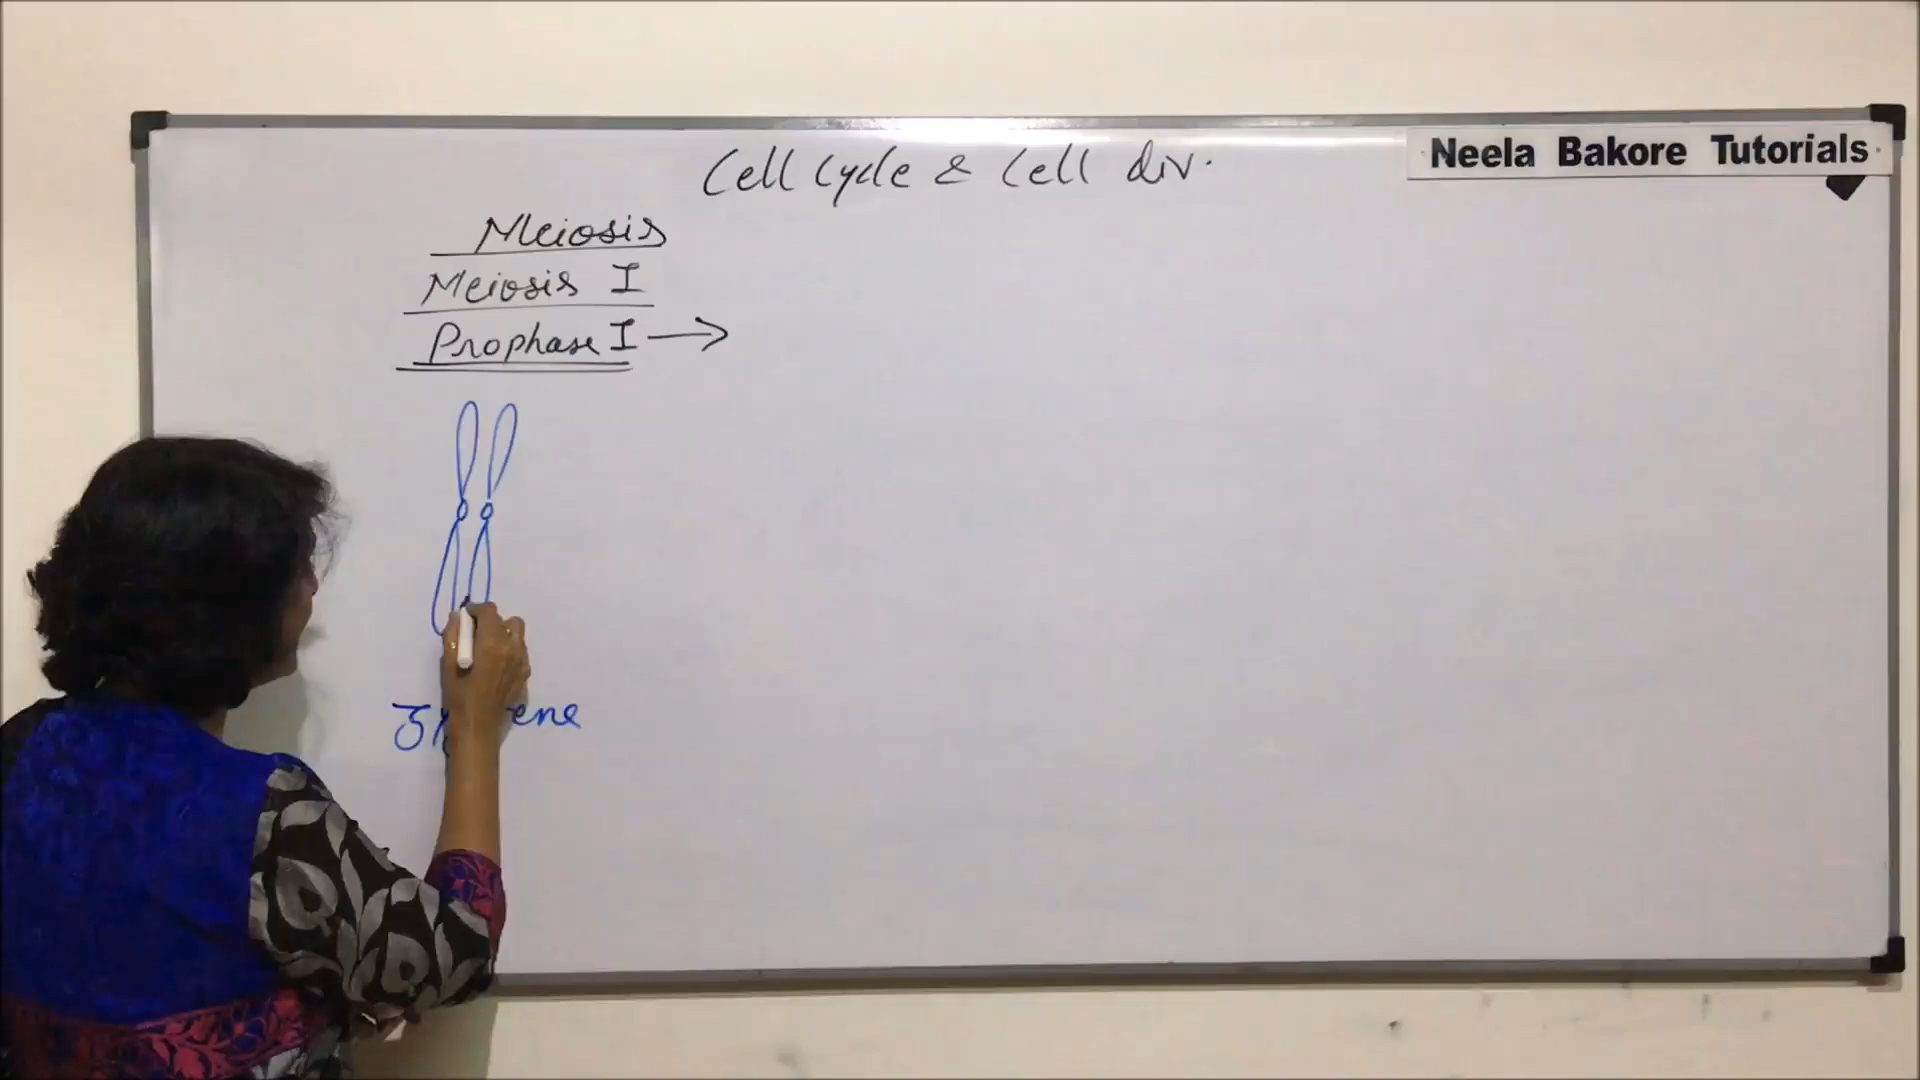 Cell Cycle & Cell div.
Neela Bakore Tutorials
Meiosis
Meiosis I
Prophase I →